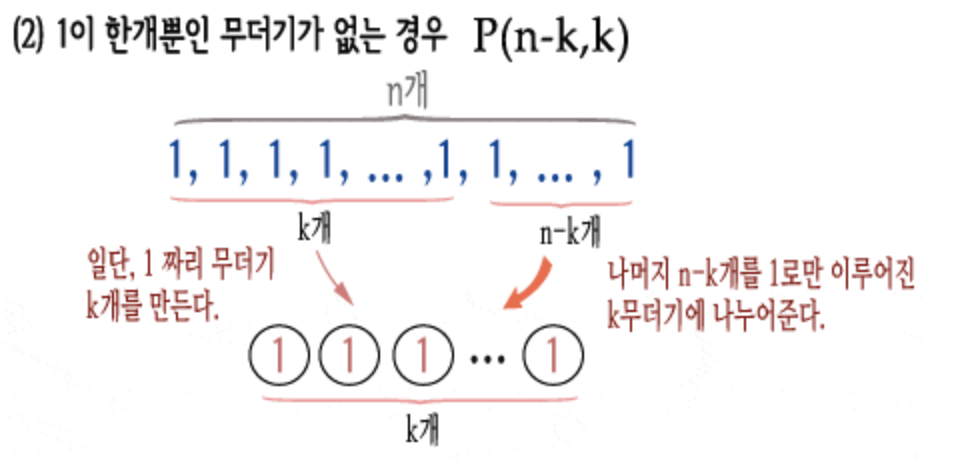 (2) 1이 한개뿐인 무더기가 없는 경우 P(n-k,k)
n개
1, 1, 1, 1, ... ,1, 1, ... , 1
k개
n-k개
일단, 1 짜리 무더기
k개를 만든다.
나머지 n-k개를 1로만 이루어진
k무더기에 나누어준다.
1 1 1 ... 1
k개